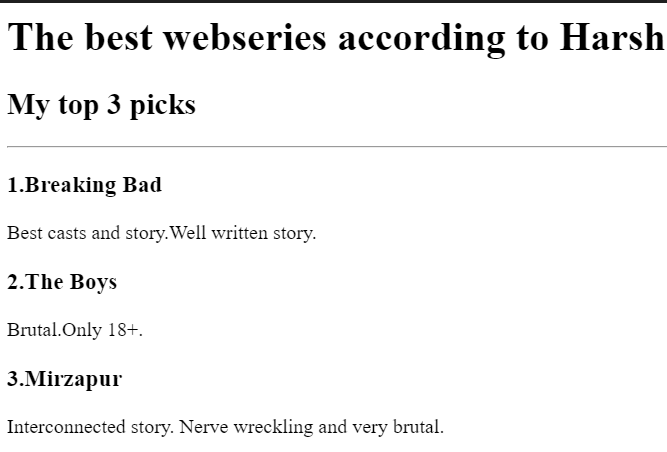 The best webseries according to Harsh
My top 3 picks
1.Breaking Bad
Best casts and story.Well written story.
2.The Boys
Brutal.Only 18+.
3.Mirzapur
Interconnected story. Nerve wreckling and very brutal.